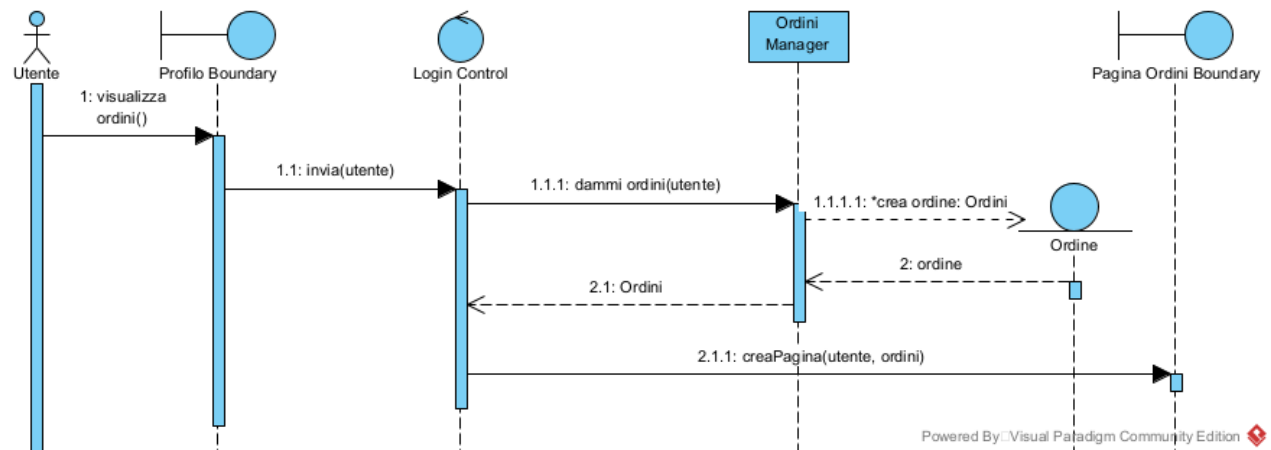 Ordini
Manager
Utente
Profilo Boundary
Login Control
Pagina Ordini Boundary
1: visualizza
ordini()
1.1: invia(utente)
1.1.1: dammi ordini(utente)
1.1.1.1: *crea ordine: Ordini
Ordine
2: ordine
2.1: Ordini
2.1.1: creaPagina(utente, ordini)
Powered By□Visual Paradigm Community Edition